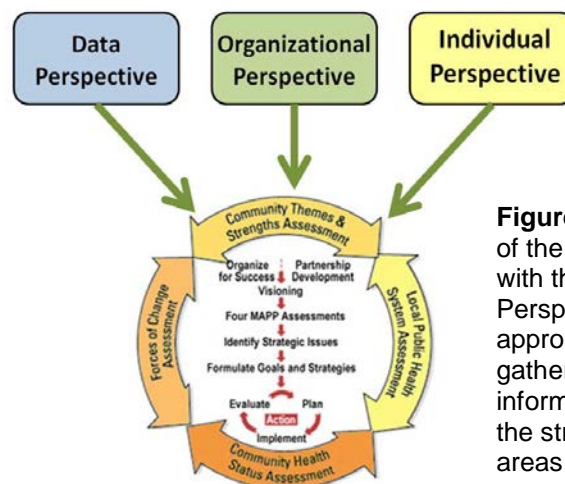 Data
Perspective
Organizational
Perspective
Individual
Perspective
Community Themes &
Strengths Assessment
Organize
for Success
Partnership
Development
Visioning
Four MAPP Assessments
Identify Strategic Issues
Formulate Goals and Strategies
Evaluate
Plan
Action
Implement
Forces of Change
Assessment
Local Public Health
System Assessment
Community Health
Status Assessment
Figure
of the
with th
Persp
appro
gather
inform
the str
areas